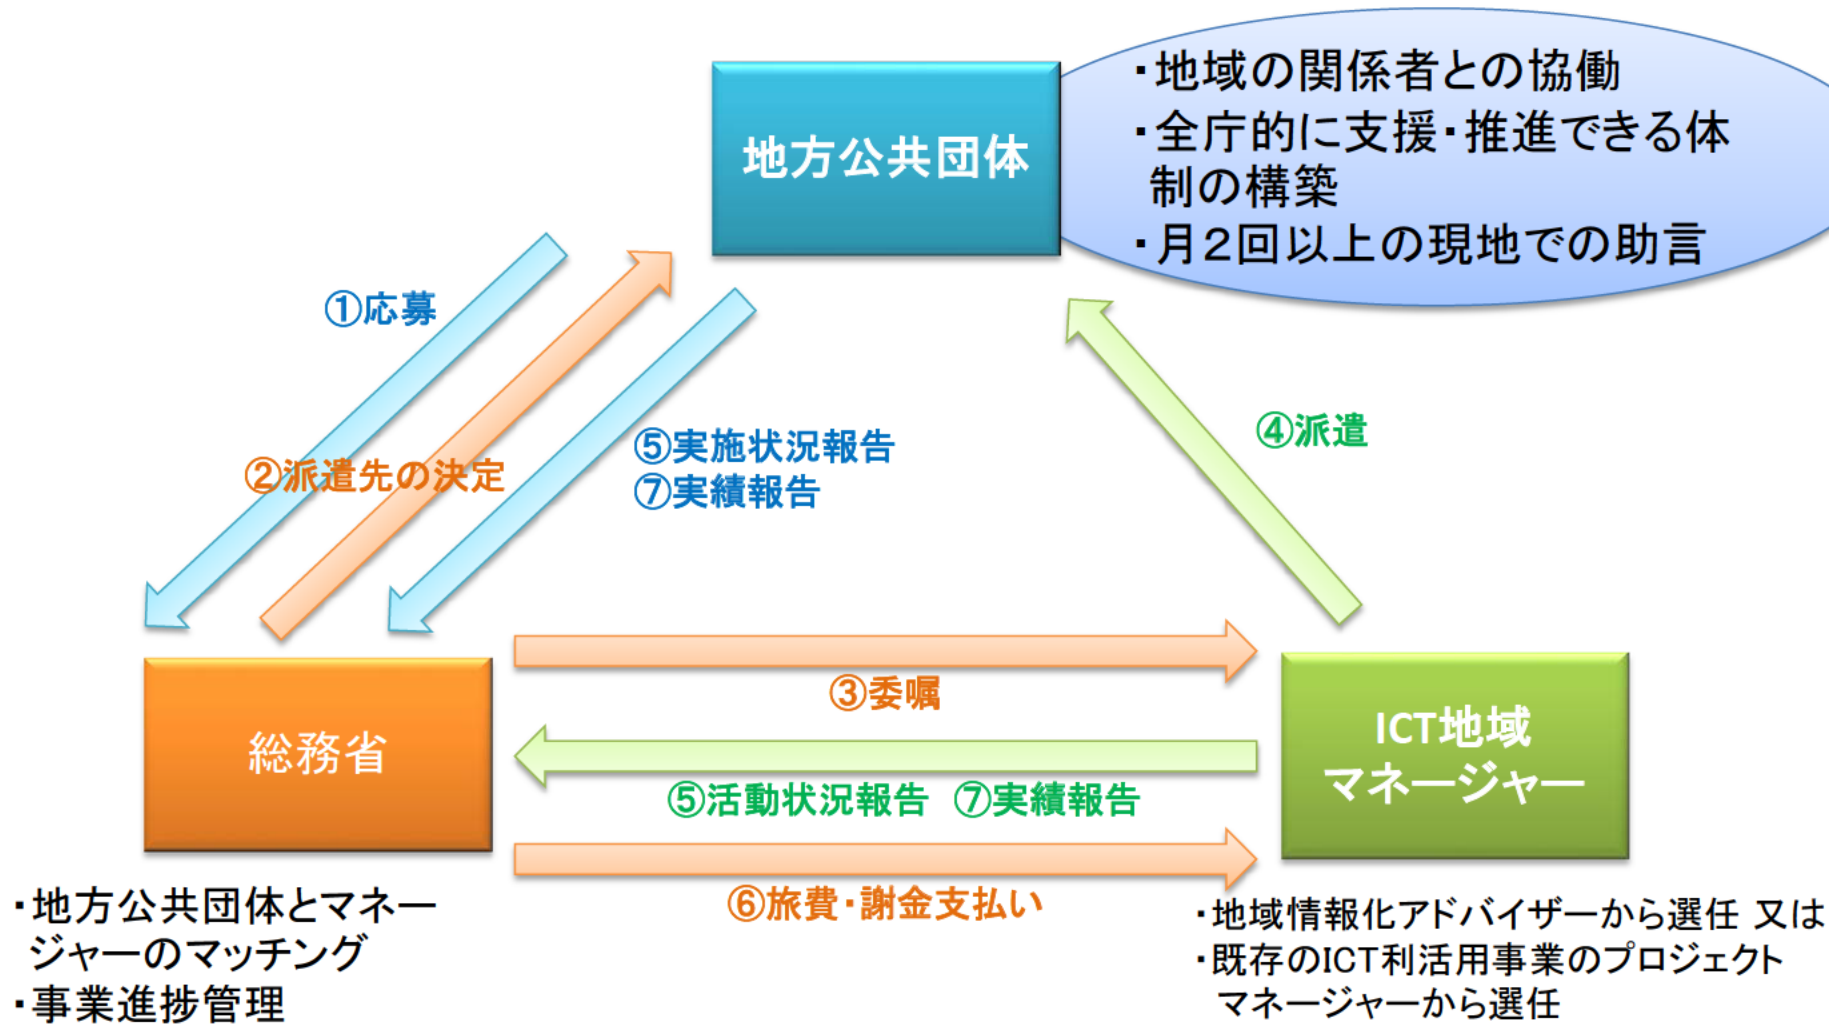 地方公共団体
・地域の関係者との協働
・全庁的に支援・推進できる体
制の構築
・月2回以上の現地での助言
①応募
②派遣先の決定
⑤実施状況報告
⑦実績報告
④派遣
③委嘱
総務省
ICT地域
マネージャー
⑤活動状況報告 ⑦実績報告
⑥旅費・謝金支払い
・地方公共団体とマネー
ジャーのマッチング
・事業進捗管理
・地域情報化アドバイザーから選任 又は
・既存のICT利活用事業のプロジェクト
マネージャーから選任